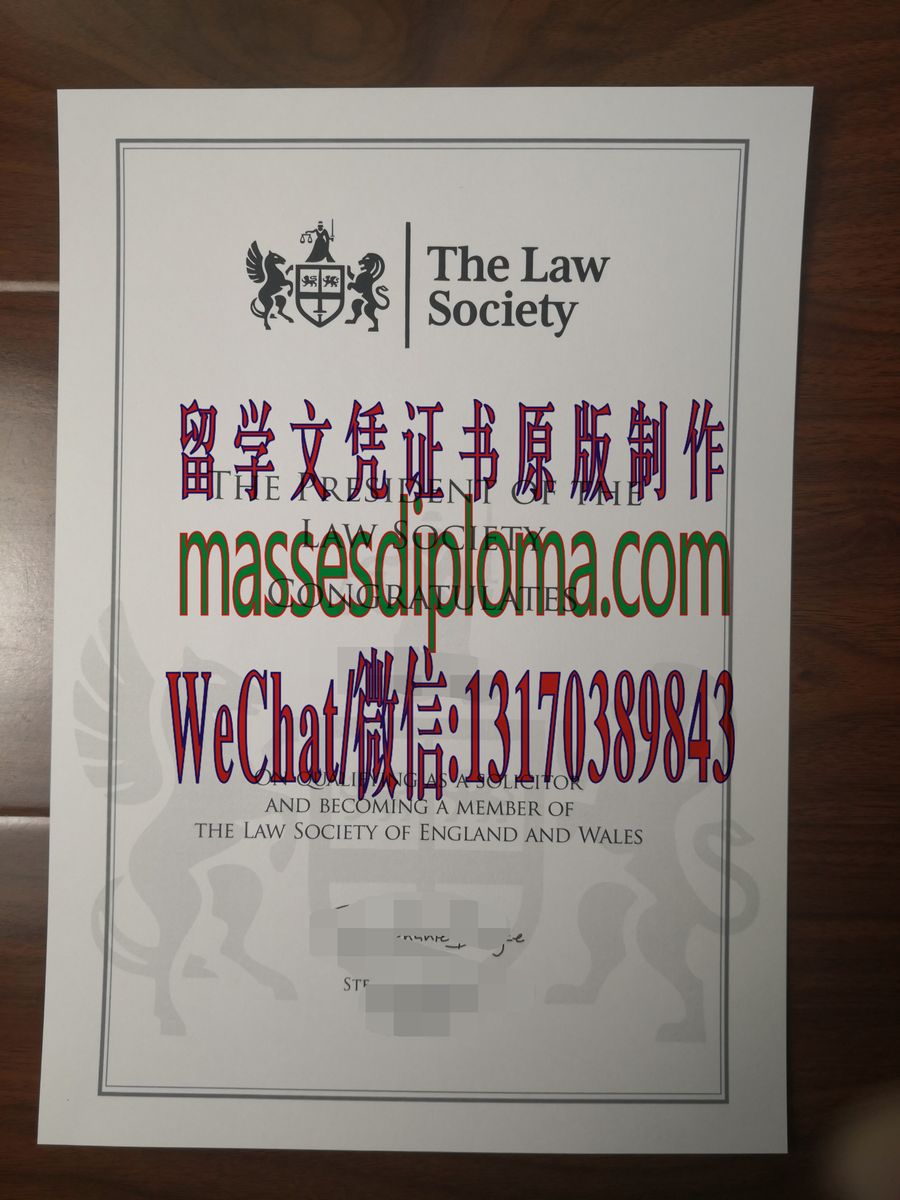 The Law
Society
留学文凭证书原版制作
THE PRESIDENT OF THE
LAW SOCIETY
massesdiploma.com
CONGRATULATES
WeChat/微信:13170389843
ON QUALIFYING AS A SOLICITOR
AND BECOMING A MEMBER OF
THE LAW SOCIETY OF ENGLAND AND WALES